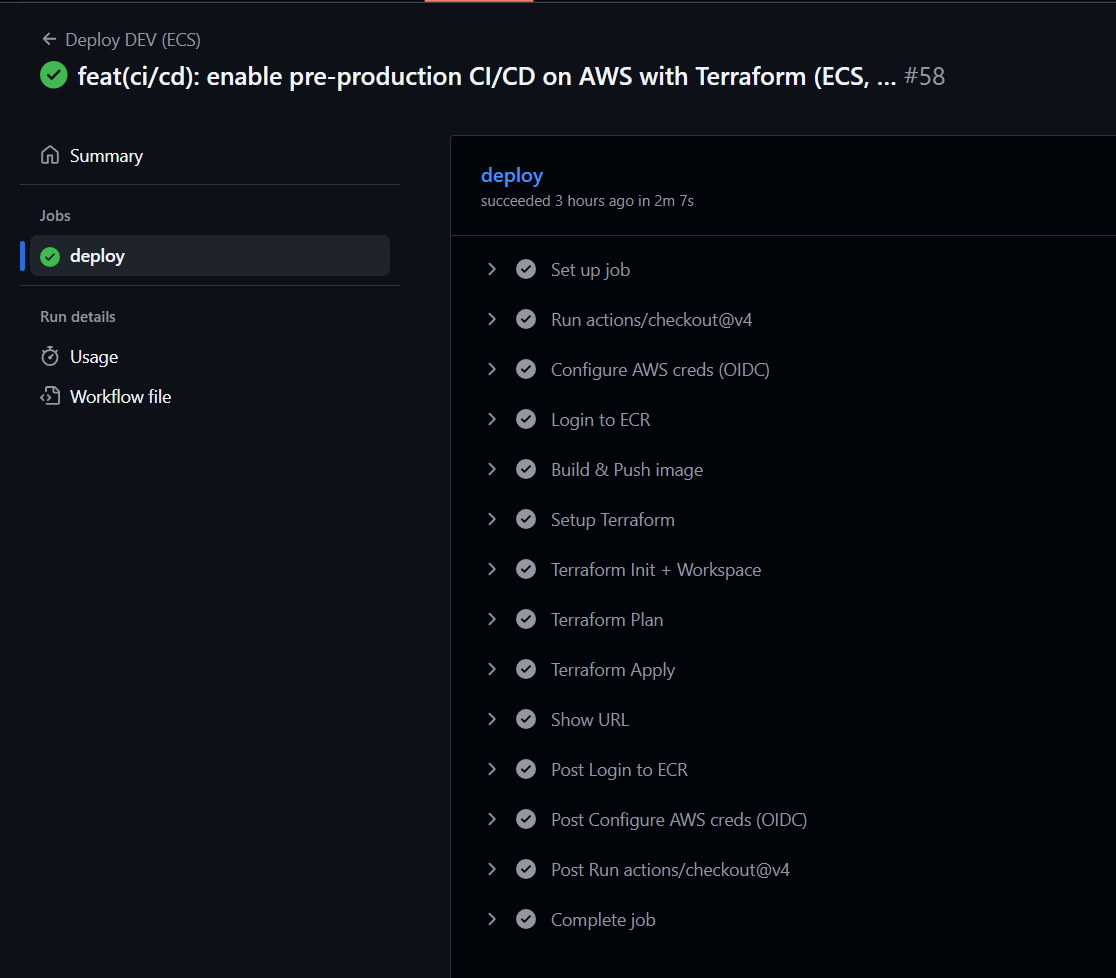 Deploy DEV (ECS)
feat(ci/cd): enable pre-production CI/CD on AWS with Terraform (ECS, ... #58
Summary
Jobs
deploy
Run details
Usage
Workflow file
deploy
succeeded 3 hours ago in 2m 7s
Set up job
Run actions/checkout@v4
Configure AWS creds (OIDC)
Login to ECR
Build & Push image
Setup Terraform
Terraform Init + Workspace
Terraform Plan
Terraform Apply
Show URL
Post Login to ECR
Post Configure AWS creds (OIDC)
Post Run actions/checkout@v4
Complete job